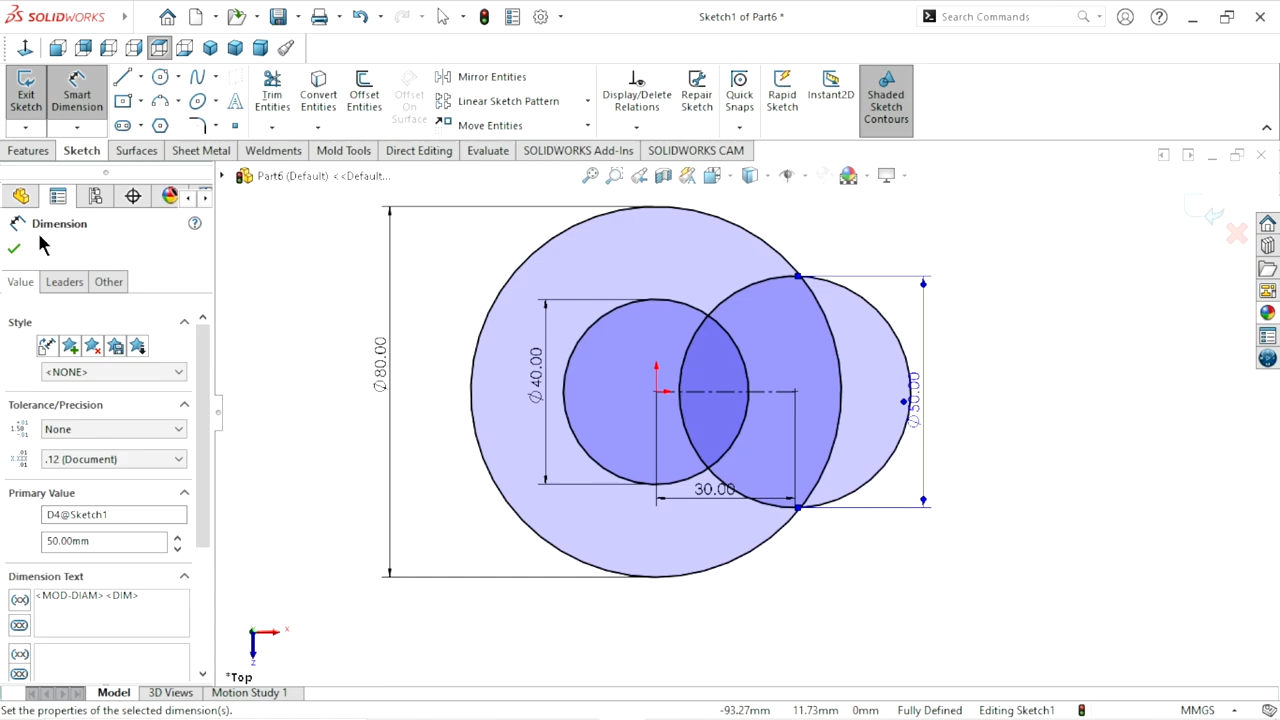 SOLIDWORKS
Sketch1 of Part6 *
Search Commands
Exit Sketch
Smart Dimension
Trim Entities
Convert Entities
Offset Entities
Offset On Surface
Mirror Entities
Linear Sketch Pattern
Move Entities
Display/Delete Relations
Repair Sketch
Quick Snaps
Rapid Sketch
Instant2D
Shaded Sketch Contours
Features Sketch Surfaces Sheet Metal Weldments Mold Tools Direct Editing Evaluate SOLIDWORKS Add-Ins SOLIDWORKS CAM
Part6 (Default) <<Default...
Dimension
Value Leaders Other
Style
<NONE>
Tolerance/Precision
None
.12 (Document)
Primary Value
D4@Sketch1
50.00mm
Dimension Text
<MOD-DIAM><DIM>
∅80.00
∅40.00
30.00
∅50.00
x
z
*Top
Model 3D Views Motion Study 1
Set the properties of the selected dimension(s).
-93.27mm 11.73mm 0mm Fully Defined Editing Sketch1 MMGS